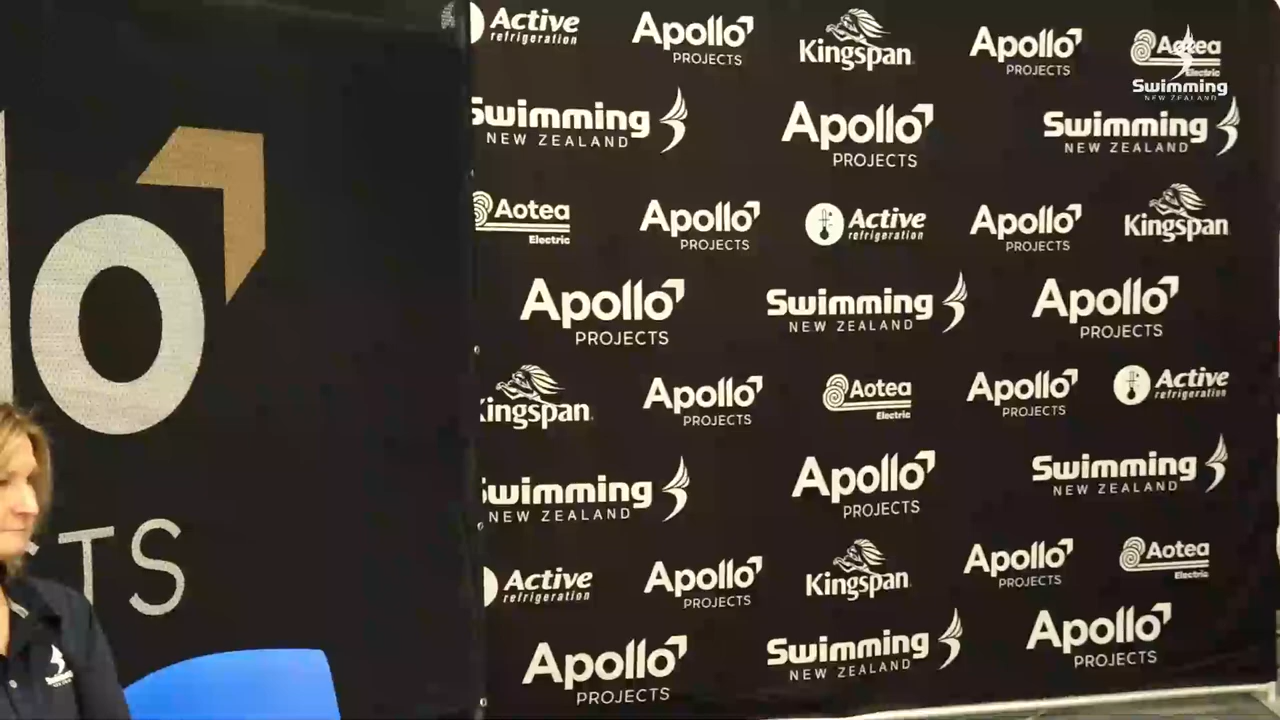 Active
refrigeration
Apollo
PROJECTS
Kingspan
Apollo
PROJECTS
Aotea
Electric
Swimming
NEW ZEALAND
Swimming
NEW ZEALAND
Apollo
PROJECTS
Swimming
NEW ZEALAND
Aotea
Electric
Apollo
PROJECTS
Active
refrigeration
Apollo
PROJECTS
Kingspan
Apollo
PROJECTS
Swimming
NEW ZEALAND
Apollo
PROJECTS
Kingspan
Apollo
PROJECTS
Aotea
Electric
Apollo
PROJECTS
Active
refrigeration
Swimming
NEW ZEALAND
Apollo
PROJECTS
Swimming
NEW ZEALAND
Active
refrigeration
Apollo
PROJECTS
Kingspan
Apollo
PROJECTS
Aotea
Electric
Apollo
PROJECTS
Swimming
NEW ZEALAND
Apollo
PROJECTS
lo
CTS